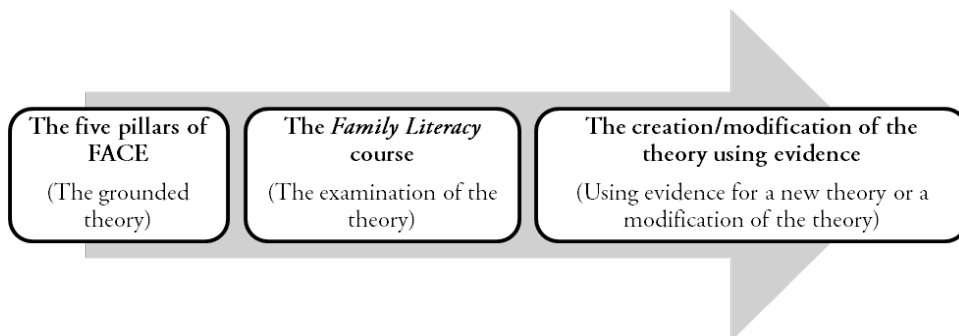 The five pillars of
FACE
(The grounded
theory)
The Family Literacy
course
(The examination of the
theory)
The creation/modification of the
theory using evidence
(Using evidence for a new theory or a
modification of the theory)